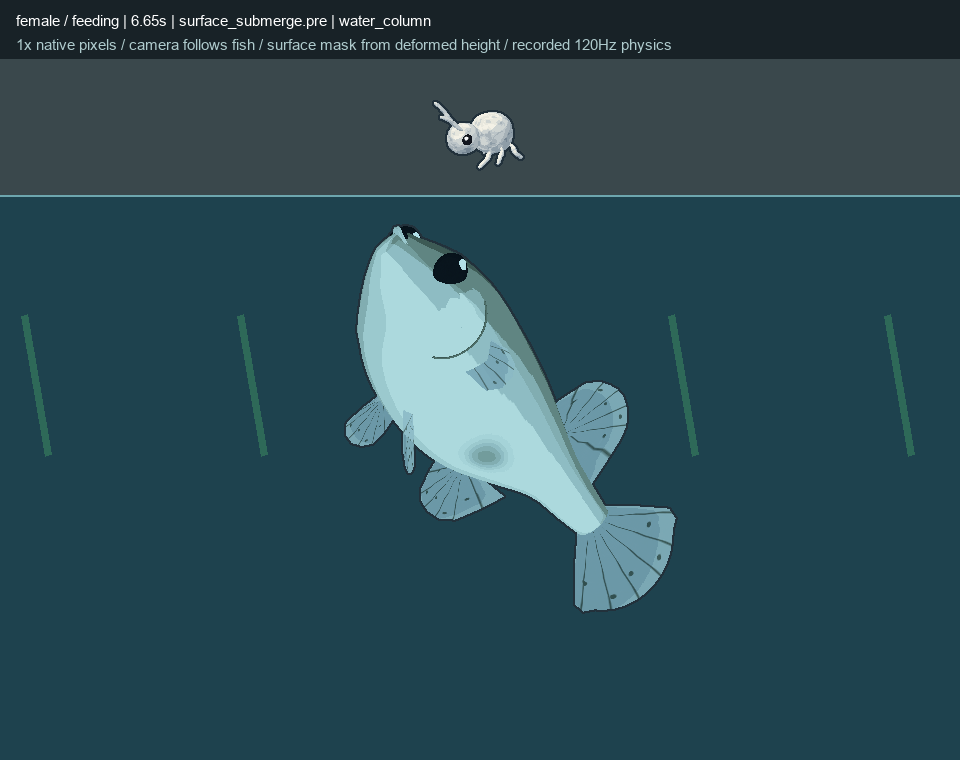 female / feeding | 6.65s | surface_submerge.pre | water_column
1x native pixels / camera follows fish / surface mask from deformed height / recorded 120Hz physics